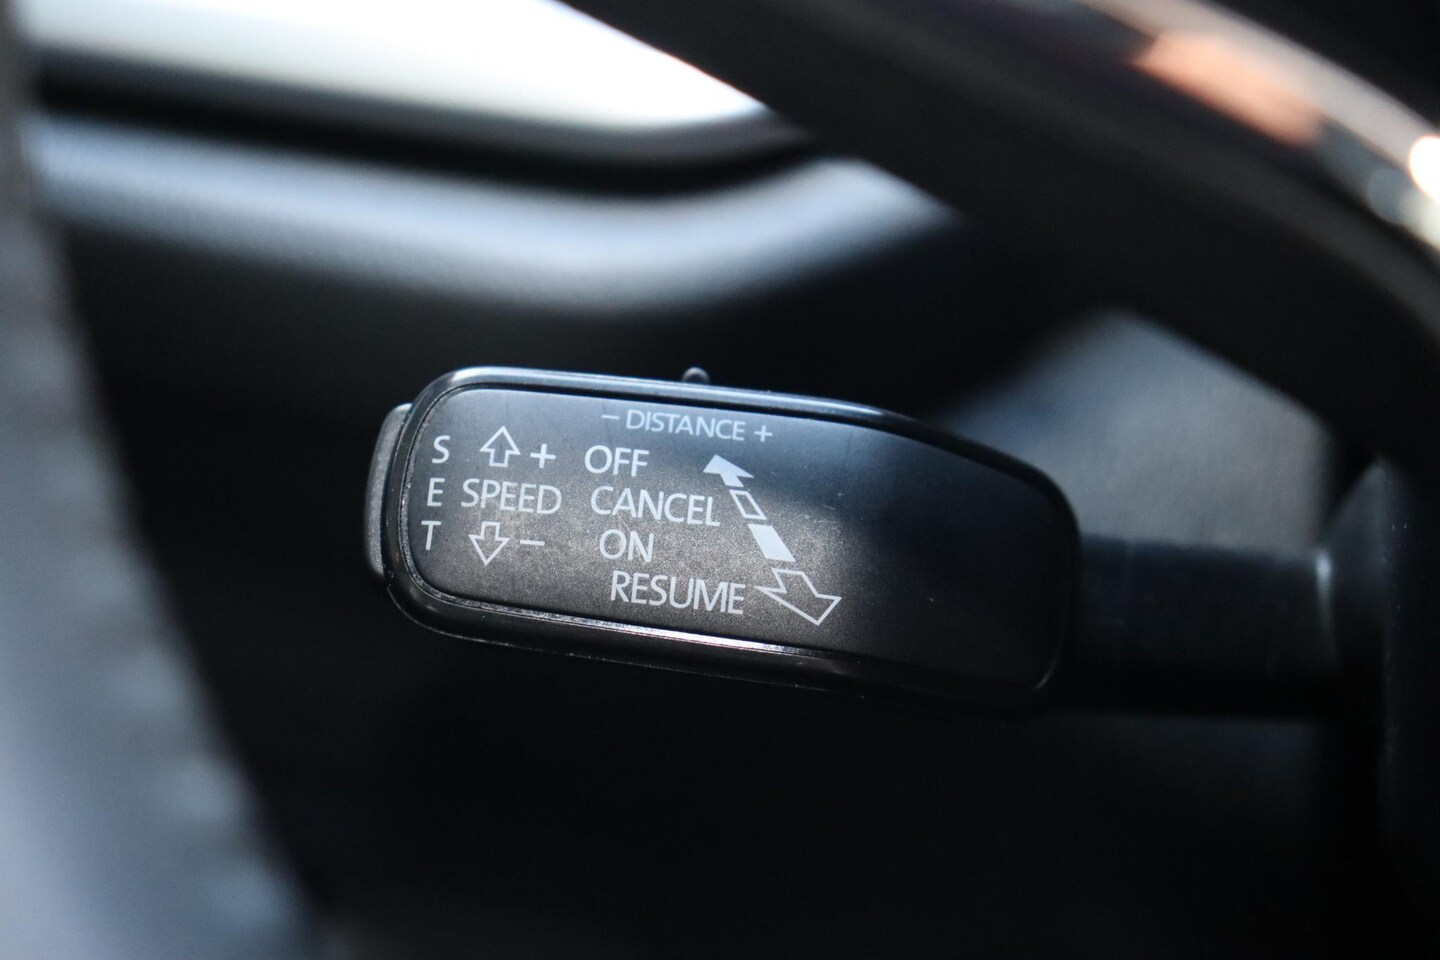 − DISTANCE +
S + OFF
E SPEED CANCEL
T − ON
RESUME